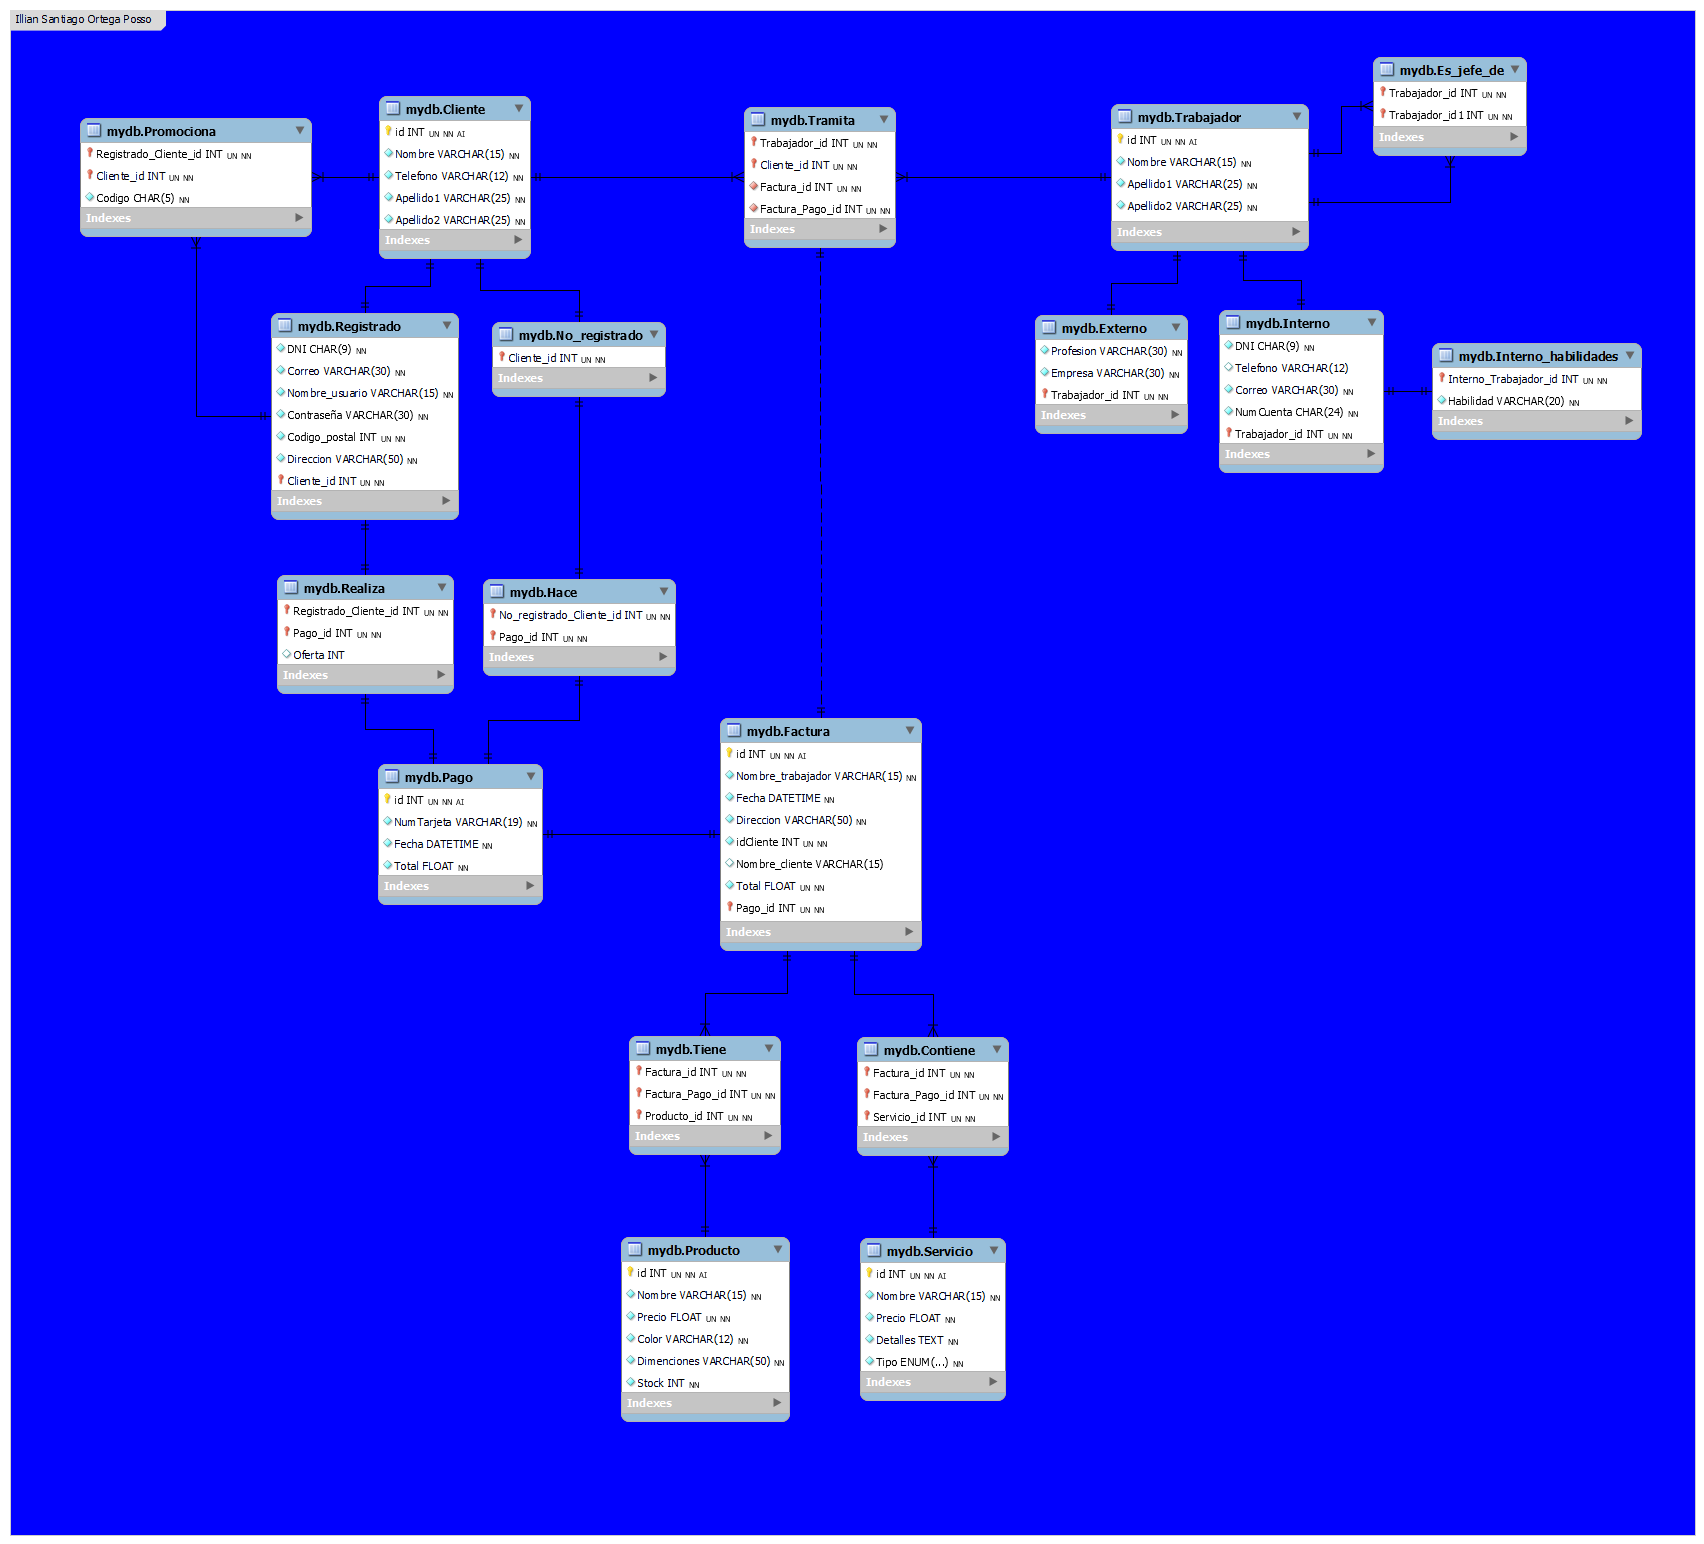 Illian Santiago Ortega Posso
mydb.Promociona
Registrado_Cliente_id INT UN NN
Cliente_id INT UN NN
Codigo CHAR(5) NN
Indexes
mydb.Cliente
id INT UN NN AI
Nombre VARCHAR(15) NN
Telefono VARCHAR(12) NN
Apellido1 VARCHAR(25) NN
Apellido2 VARCHAR(25) NN
Indexes
mydb.Tramita
Trabajador_id INT UN NN
Cliente_id INT UN NN
Factura_id INT UN NN
Factura_Pago_id INT UN NN
Indexes
mydb.Trabajador
id INT UN NN AI
Nombre VARCHAR(15) NN
Apellido1 VARCHAR(25) NN
Apellido2 VARCHAR(25) NN
Indexes
mydb.Es_jefe_de
Trabajador_id INT UN NN
Trabajador_id1 INT UN NN
Indexes
mydb.Registrado
DNI CHAR(9) NN
Correo VARCHAR(30) NN
Nombre_usuario VARCHAR(15) NN
Contraseña VARCHAR(30) NN
Codigo_postal INT UN NN
Direccion VARCHAR(50) NN
Cliente_id INT UN NN
Indexes
mydb.No_registrado
Cliente_id INT UN NN
Indexes
mydb.Externo
Profesion VARCHAR(30) NN
Empresa VARCHAR(30) NN
Trabajador_id INT UN NN
Indexes
mydb.Interno
DNI CHAR(9) NN
Telefono VARCHAR(12)
Correo VARCHAR(30) NN
NumCuenta CHAR(24) NN
Trabajador_id INT UN NN
Indexes
mydb.Interno_habilidades
Interno_Trabajador_id INT UN NN
Habilidad VARCHAR(20) NN
Indexes
mydb.Realiza
Registrado_Cliente_id INT UN NN
Pago_id INT UN NN
Oferta INT
Indexes
mydb.Hace
No_registrado_Cliente_id INT UN NN
Pago_id INT UN NN
Indexes
mydb.Pago
id INT UN NN AI
NumTarjeta VARCHAR(19) NN
Fecha DATETIME NN
Total FLOAT NN
Indexes
mydb.Factura
id INT UN NN AI
Nombre_trabajador VARCHAR(15) NN
Fecha DATETIME NN
Direccion VARCHAR(50) NN
idCliente INT UN NN
Nombre_cliente VARCHAR(15)
Total FLOAT UN NN
Pago_id INT UN NN
Indexes
mydb.Tiene
Factura_id INT UN NN
Factura_Pago_id INT UN NN
Producto_id INT UN NN
Indexes
mydb.Contiene
Factura_id INT UN NN
Factura_Pago_id INT UN NN
Servicio_id INT UN NN
Indexes
mydb.Producto
id INT UN NN AI
Nombre VARCHAR(15) NN
Precio FLOAT UN NN
Color VARCHAR(12) NN
Dimenciones VARCHAR(50) NN
Stock INT NN
Indexes
mydb.Servicio
id INT UN NN AI
Nombre VARCHAR(15) NN
Precio FLOAT NN
Detalles TEXT NN
Tipo ENUM(...) NN
Indexes